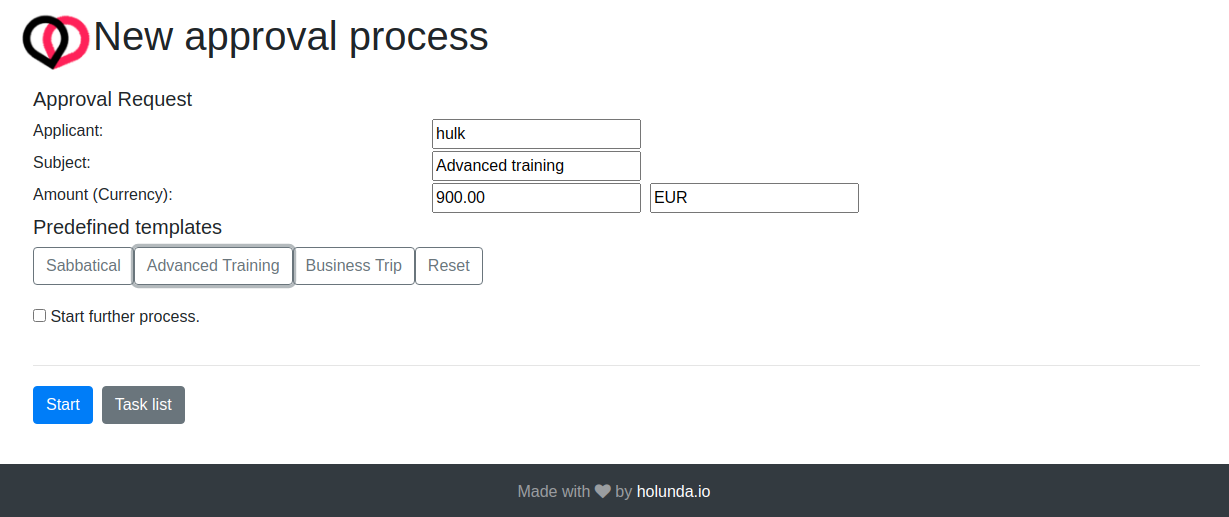 New approval process
Approval Request
Applicant: hulk
Subject: Advanced training
Amount (Currency): 900.00 EUR
Predefined templates
Sabbatical Advanced Training Business Trip Reset
Start further process.
Start Task list
Made with by holunda.io